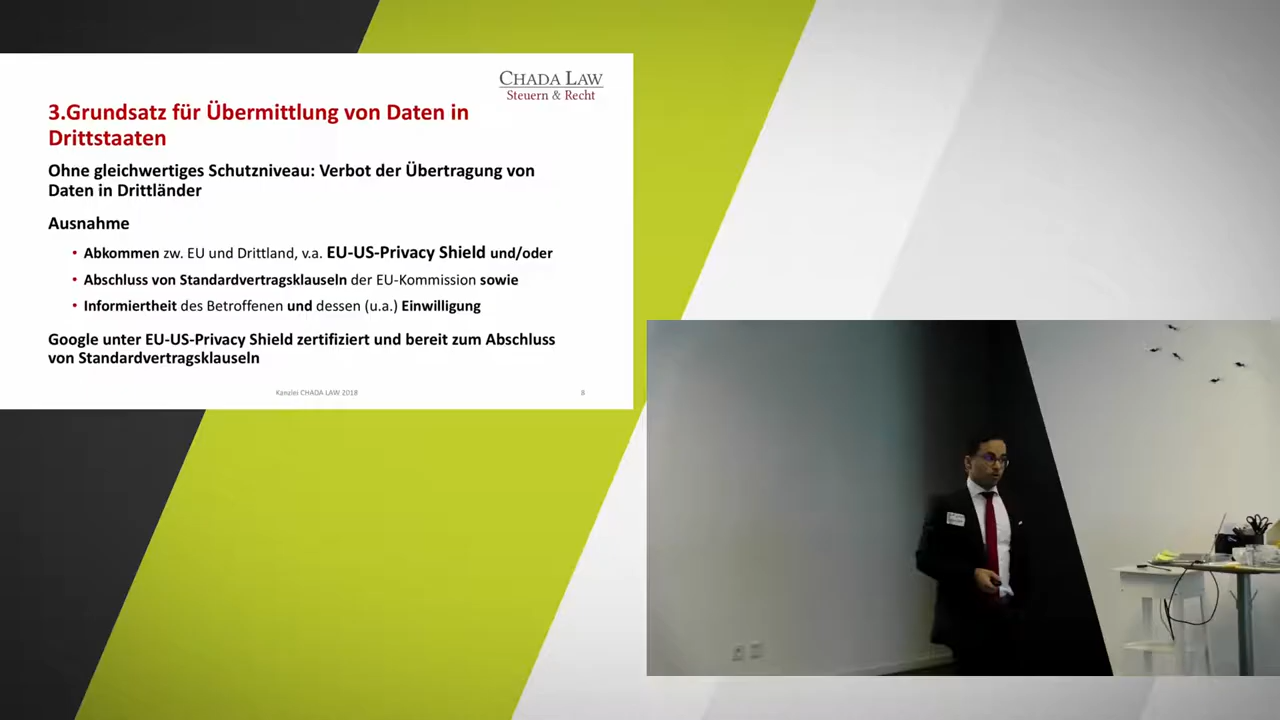 CHADA LAW
Steuern & Recht
3.Grundsatz für Übermittlung von Daten in
Drittstaaten
Ohne gleichwertiges Schutzniveau: Verbot der Übertragung von
Daten in Drittländer
Ausnahme
• Abkommen zw. EU und Drittland, v.a. EU-US-Privacy Shield und/oder
• Abschluss von Standardvertragsklauseln der EU-Kommission sowie
• Informiertheit des Betroffenen und dessen (u.a.) Einwilligung
Google unter EU-US-Privacy Shield zertifiziert und bereit zum Abschluss
von Standardvertragsklauseln
Kanzlei CHADA LAW 2018
8